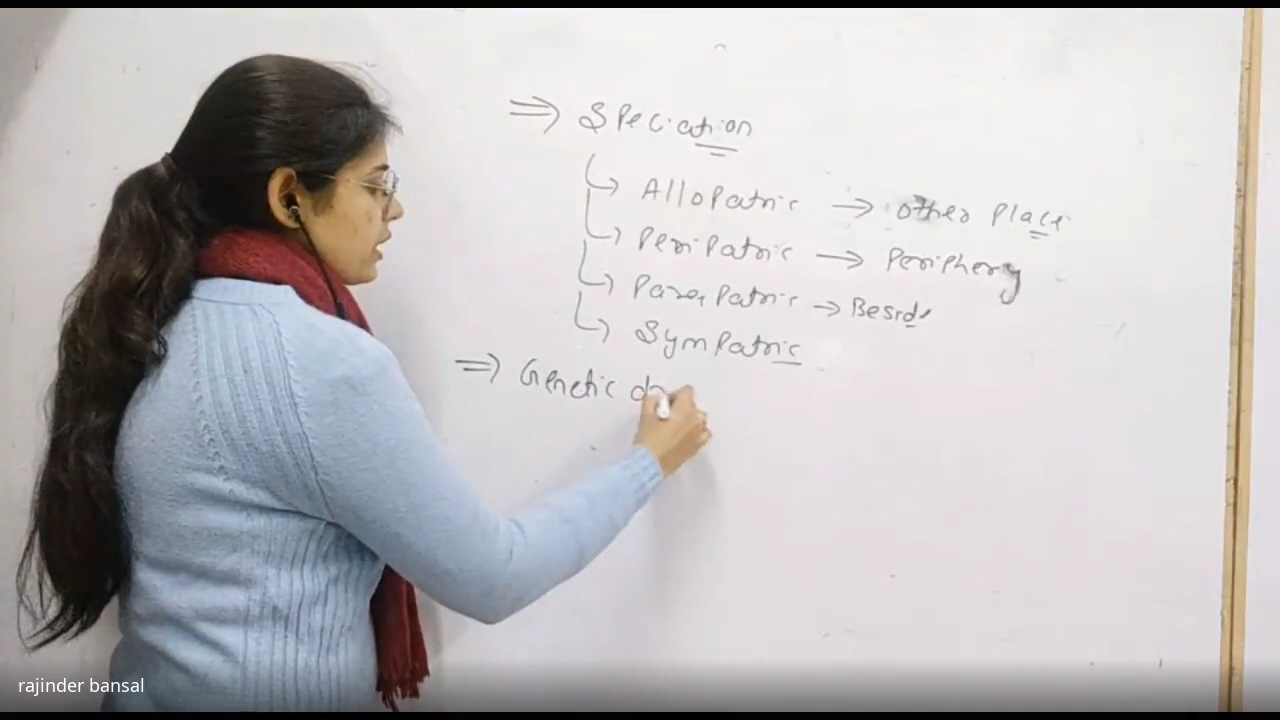 ⇒ Speciation
↳ Allopatric → other place
↳ Peripatric → Periphery
↳ Parapatric → Beside
↳ Sympatric
⇒ Genetic d
rajinder bansal